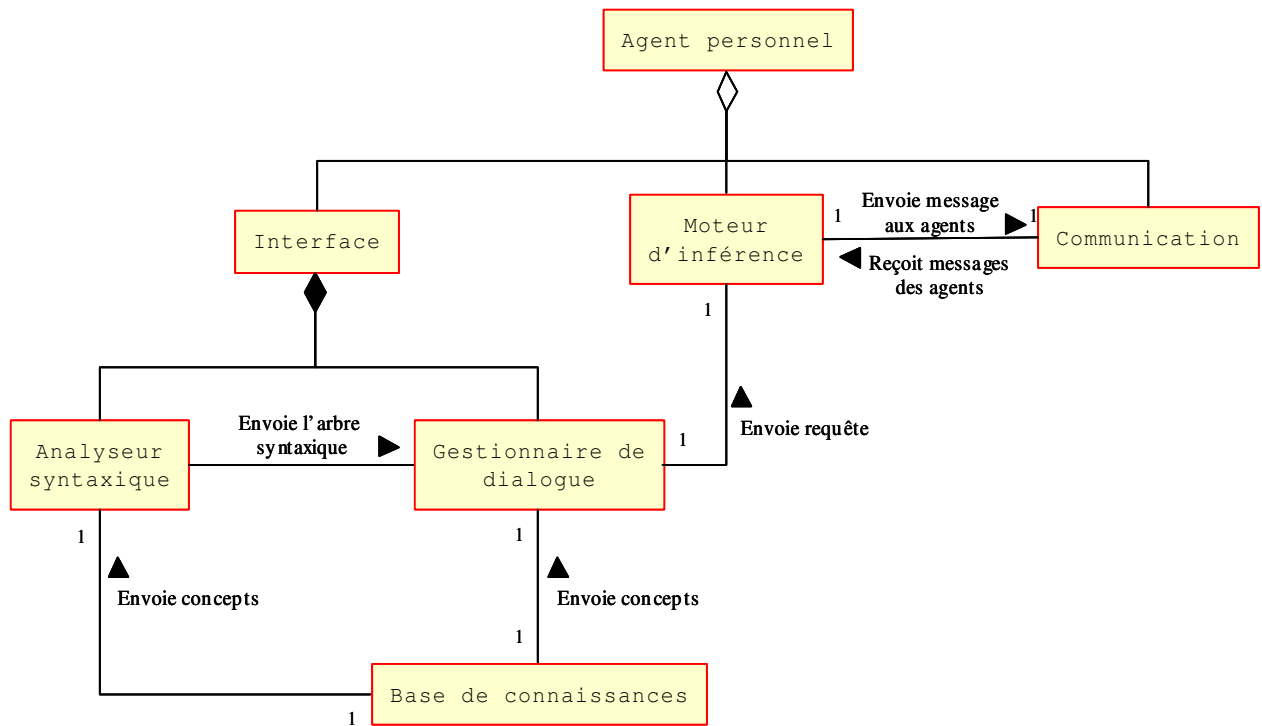 Agent personnel
Interface
Moteur
d’inférence
1
Envoie message
aux agents
1
Communication
Reçoit messages
des agents
1
Envoie requête
Analyseur
syntaxique
Envoie l’arbre
syntaxique
Gestionnaire de
dialogue
1
1
Envoie concepts
1
Envoie concepts
1
Base de connaissances
1